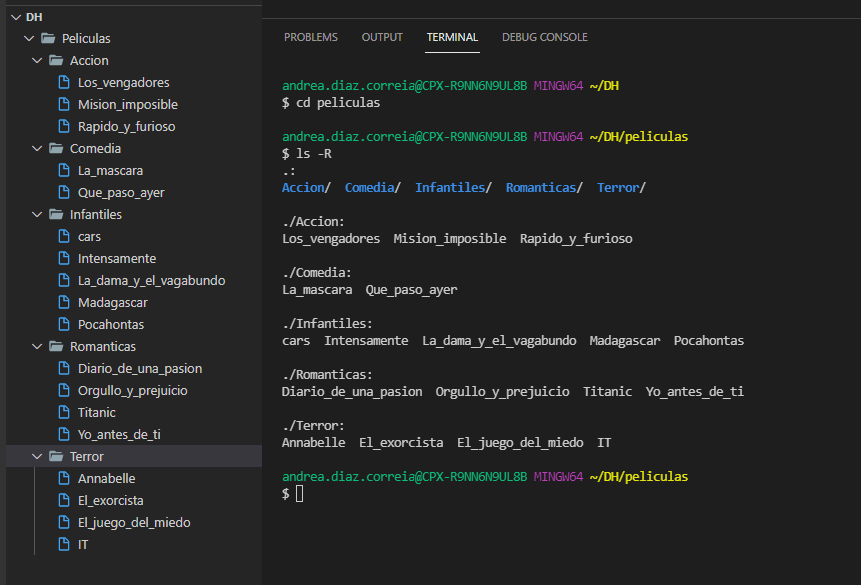 DH
Peliculas
Accion
Los_vengadores
Mision_imposible
Rapido_y_furioso
Comedia
La_mascara
Que_paso_ayer
Infantiles
cars
Intensamente
La_dama_y_el_vagabundo
Madagascar
Pocahontas
Romanticas
Diario_de_una_pasion
Orgullo_y_prejuicio
Titanic
Yo_antes_de_ti
Terror
Annabelle
El_exorcista
El_juego_del_miedo
IT
PROBLEMS OUTPUT TERMINAL DEBUG CONSOLE
andrea.diaz.correia@CPX-R9NN6N9UL8B MINGW64 ~/DH
$ cd peliculas
andrea.diaz.correia@CPX-R9NN6N9UL8B MINGW64 ~/DH/peliculas
$ ls -R
.:
Accion/ Comedia/ Infantiles/ Romanticas/ Terror/
./Accion:
Los_vengadores Mision_imposible Rapido_y_furioso
./Comedia:
La_mascara Que_paso_ayer
./Infantiles:
cars Intensamente La_dama_y_el_vagabundo Madagascar Pocahontas
./Romanticas:
Diario_de_una_pasion Orgullo_y_prejuicio Titanic Yo_antes_de_ti
./Terror:
Annabelle El_exorcista El_juego_del_miedo IT
andrea.diaz.correia@CPX-R9NN6N9UL8B MINGW64 ~/DH/peliculas
$